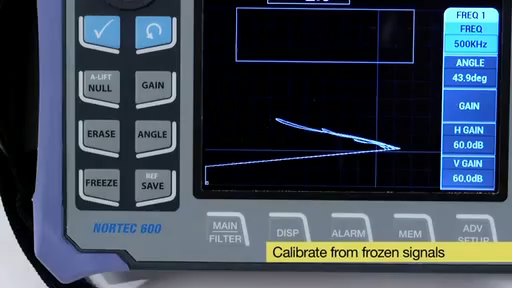 FREQ 1
FREQ
500KHz
ANGLE
43.9deg
GAIN
H GAIN
60.0dB
V GAIN
60.0dB
A-LIFT
NULL
GAIN
ERASE
ANGLE
FREEZE
REF
SAVE
NORTEC 600
MAIN
FILTER
DISP
ALARM
MEM
ADV
SETUP
Calibrate from frozen signals